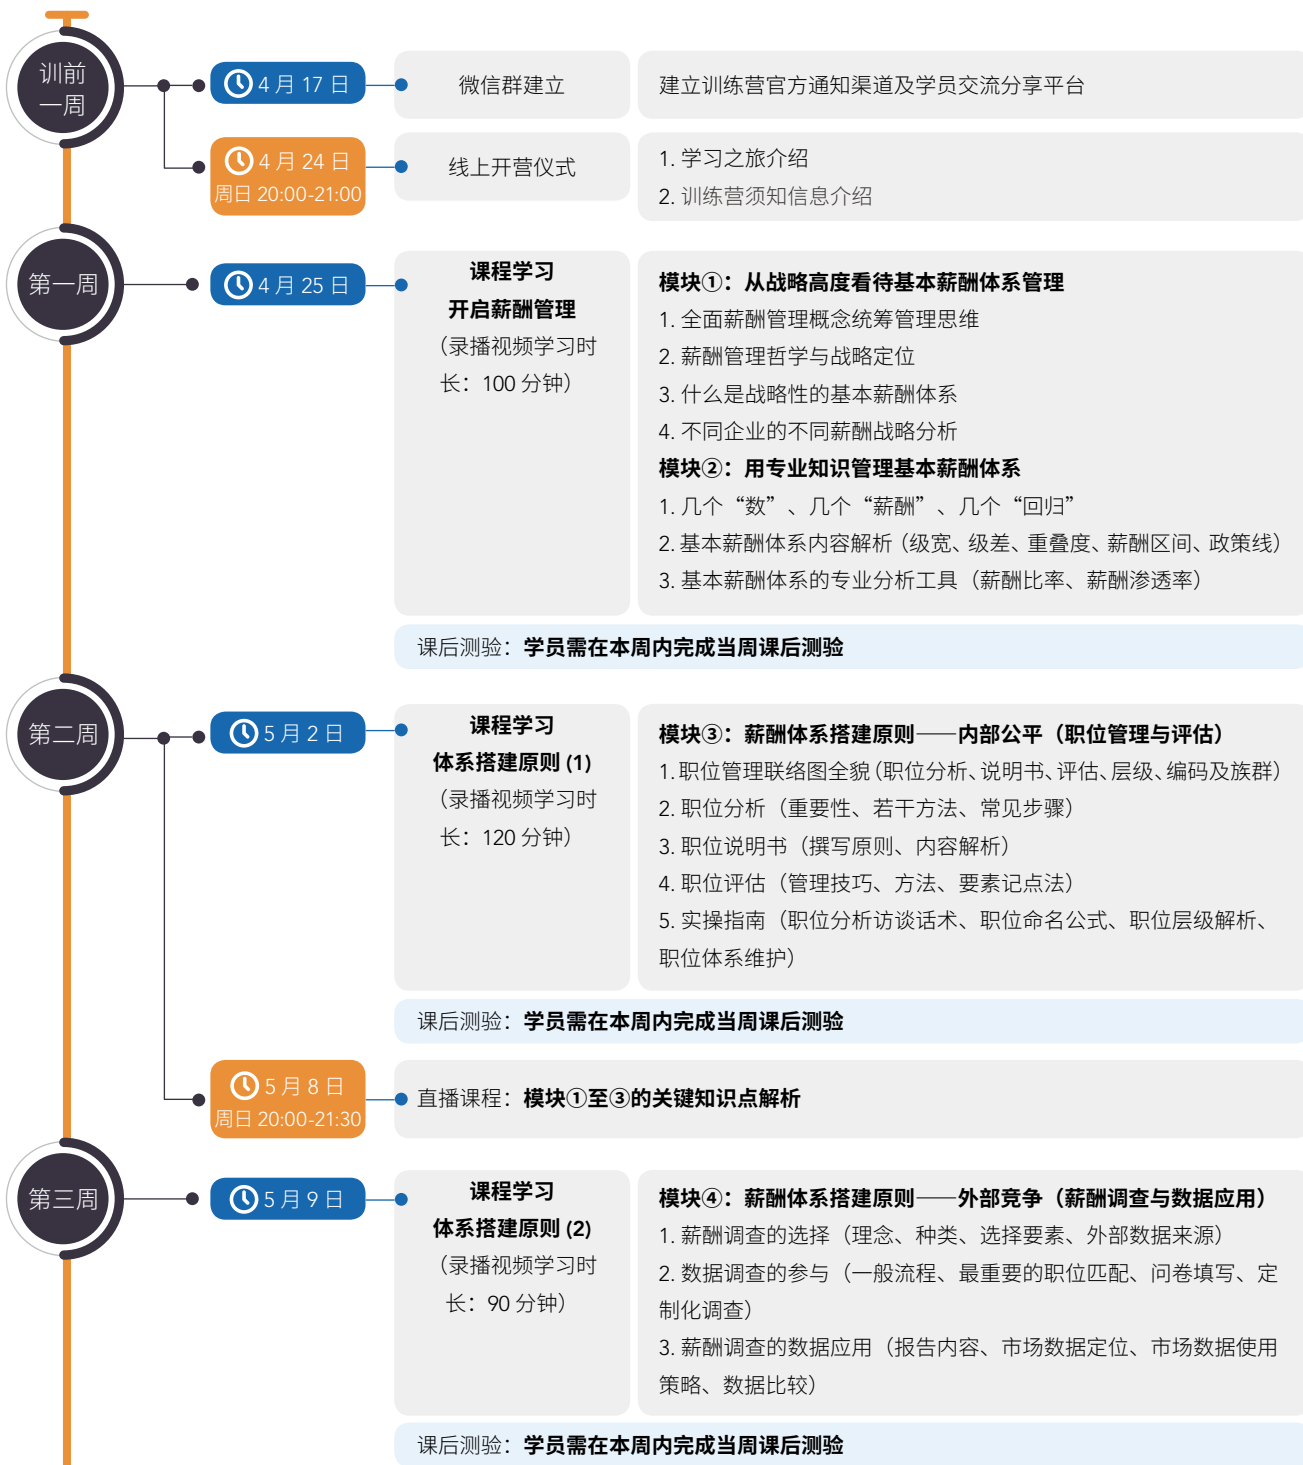 训前
一周
4 月 17 日
微信群建立
建立训练营官方通知渠道及学员交流分享平台
4 月 24 日
周日 20:00-21:00
线上开营仪式
1. 学习之旅介绍
2. 训练营须知信息介绍
第一周
4 月 25 日
课程学习
开启薪酬管理
（录播视频学习时
长：100 分钟）
模块①：从战略高度看待基本薪酬体系管理
1. 全面薪酬管理概念统筹管理思维
2. 薪酬管理哲学与战略定位
3. 什么是战略性的基本薪酬体系
4. 不同企业的不同薪酬战略分析
模块②：用专业知识管理基本薪酬体系
1. 几个“数”、几个“薪酬”、几个“回归”
2. 基本薪酬体系内容解析（级宽、级差、重叠度、薪酬区间、政策线）
3. 基本薪酬体系的专业分析工具（薪酬比率、薪酬渗透率）
课后测验：学员需在本周内完成当周课后测验
第二周
5 月 2 日
课程学习
体系搭建原则 (1)
（录播视频学习时
长：120 分钟）
模块③：薪酬体系搭建原则——内部公平（职位管理与评估）
1. 职位管理联络图全貌（职位分析、说明书、评估、层级、编码及族群）
2. 职位分析（重要性、若干方法、常见步骤）
3. 职位说明书（撰写原则、内容解析）
4. 职位评估（管理技巧、方法、要素记点法）
5. 实操指南（职位分析访谈话术、职位命名公式、职位层级解析、
职位体系维护）
课后测验：学员需在本周内完成当周课后测验
5 月 8 日
周日 20:00-21:30
直播课程：模块①至③的关键知识点解析
第三周
5 月 9 日
课程学习
体系搭建原则 (2)
（录播视频学习时
长：90 分钟）
模块④：薪酬体系搭建原则——外部竞争（薪酬调查与数据应用）
1. 薪酬调查的选择（理念、种类、选择要素、外部数据来源）
2. 数据调查的参与（一般流程、最重要的职位匹配、问卷填写、定
制化调查）
3. 薪酬调查的数据应用（报告内容、市场数据定位、市场数据使用
策略、数据比较）
课后测验：学员需在本周内完成当周课后测验